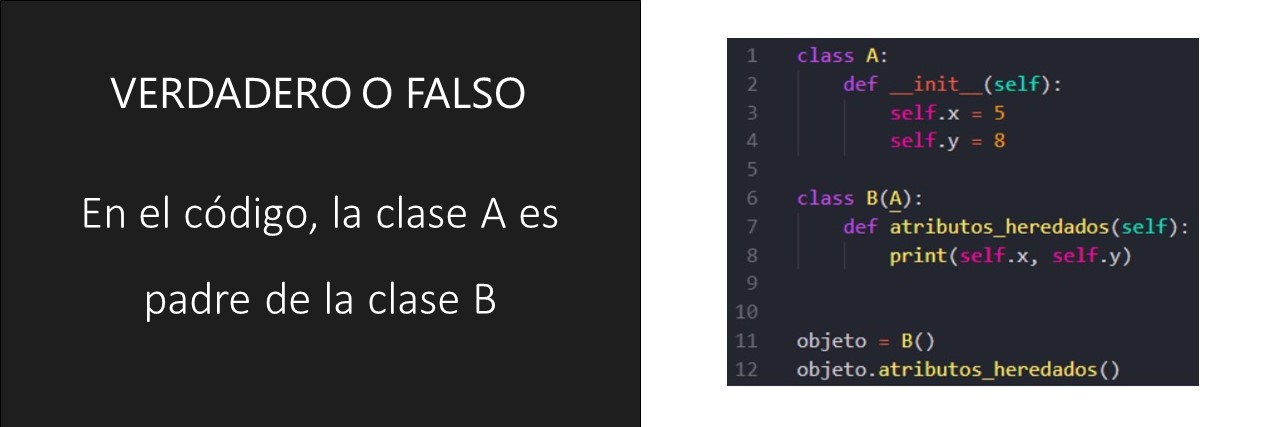 VERDADERO O FALSO
En el código, la clase A es
padre de la clase B
1 class A:
2     def __init__(self):
3         self.x = 5
4         self.y = 8
5
6 class B(A):
7     def atributos_heredados(self):
8         print(self.x, self.y)
9
10
11 objeto = B()
12 objeto.atributos_heredados()